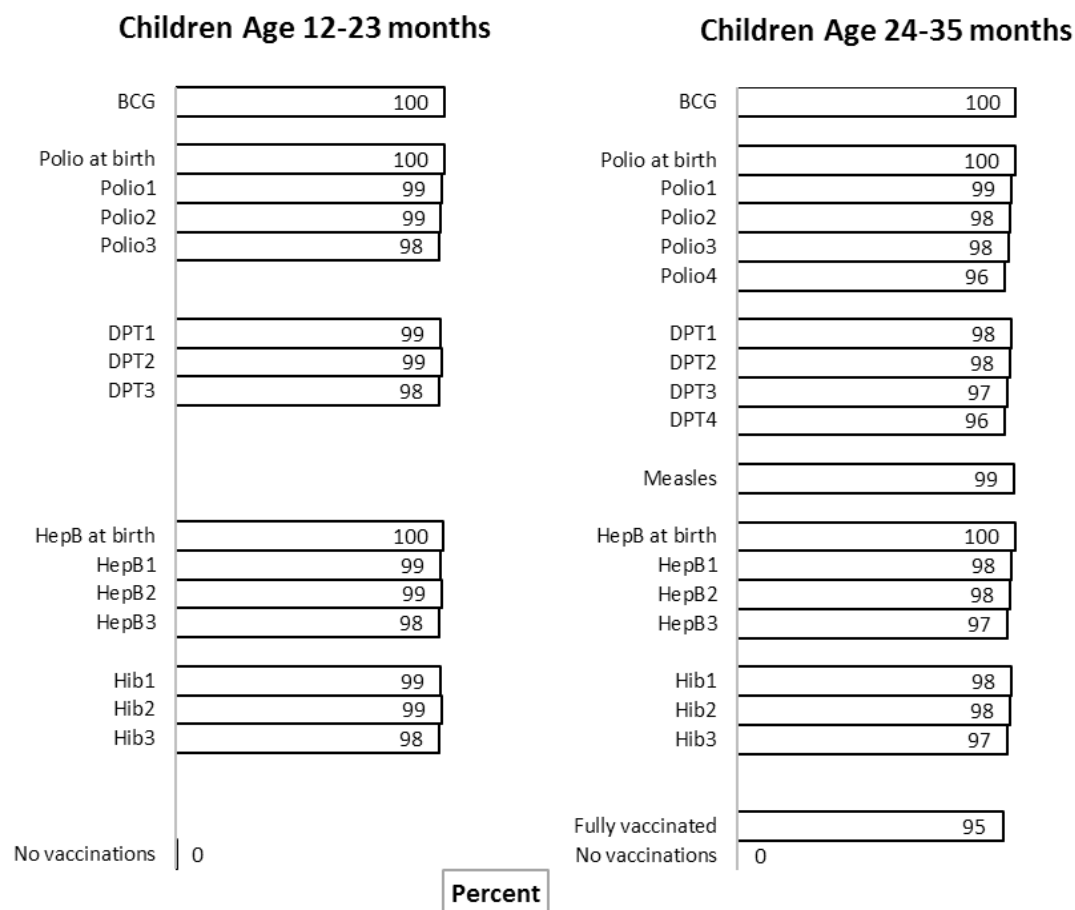 Children Age 12-23 months
BCG 100
Polio at birth 100
Polio1 99
Polio2 99
Polio3 98
DPT1 99
DPT2 99
DPT3 98
HepB at birth 100
HepB1 99
HepB2 99
HepB3 98
Hib1 99
Hib2 99
Hib3 98
No vaccinations 0
Children Age 24-35 months
BCG 100
Polio at birth 100
Polio1 99
Polio2 98
Polio3 98
Polio4 96
DPT1 98
DPT2 98
DPT3 97
DPT4 96
Measles 99
HepB at birth 100
HepB1 98
HepB2 98
HepB3 97
Hib1 98
Hib2 98
Hib3 97
Fully vaccinated 95
No vaccinations 0
Percent